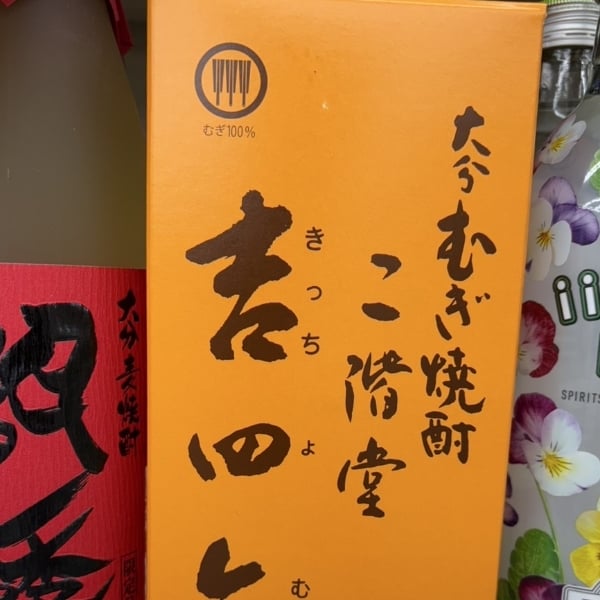 むぎ100%
大分むぎ焼酎
二階堂
吉四
きっちょむ
大分麦焼酎
iii
SPIRITS